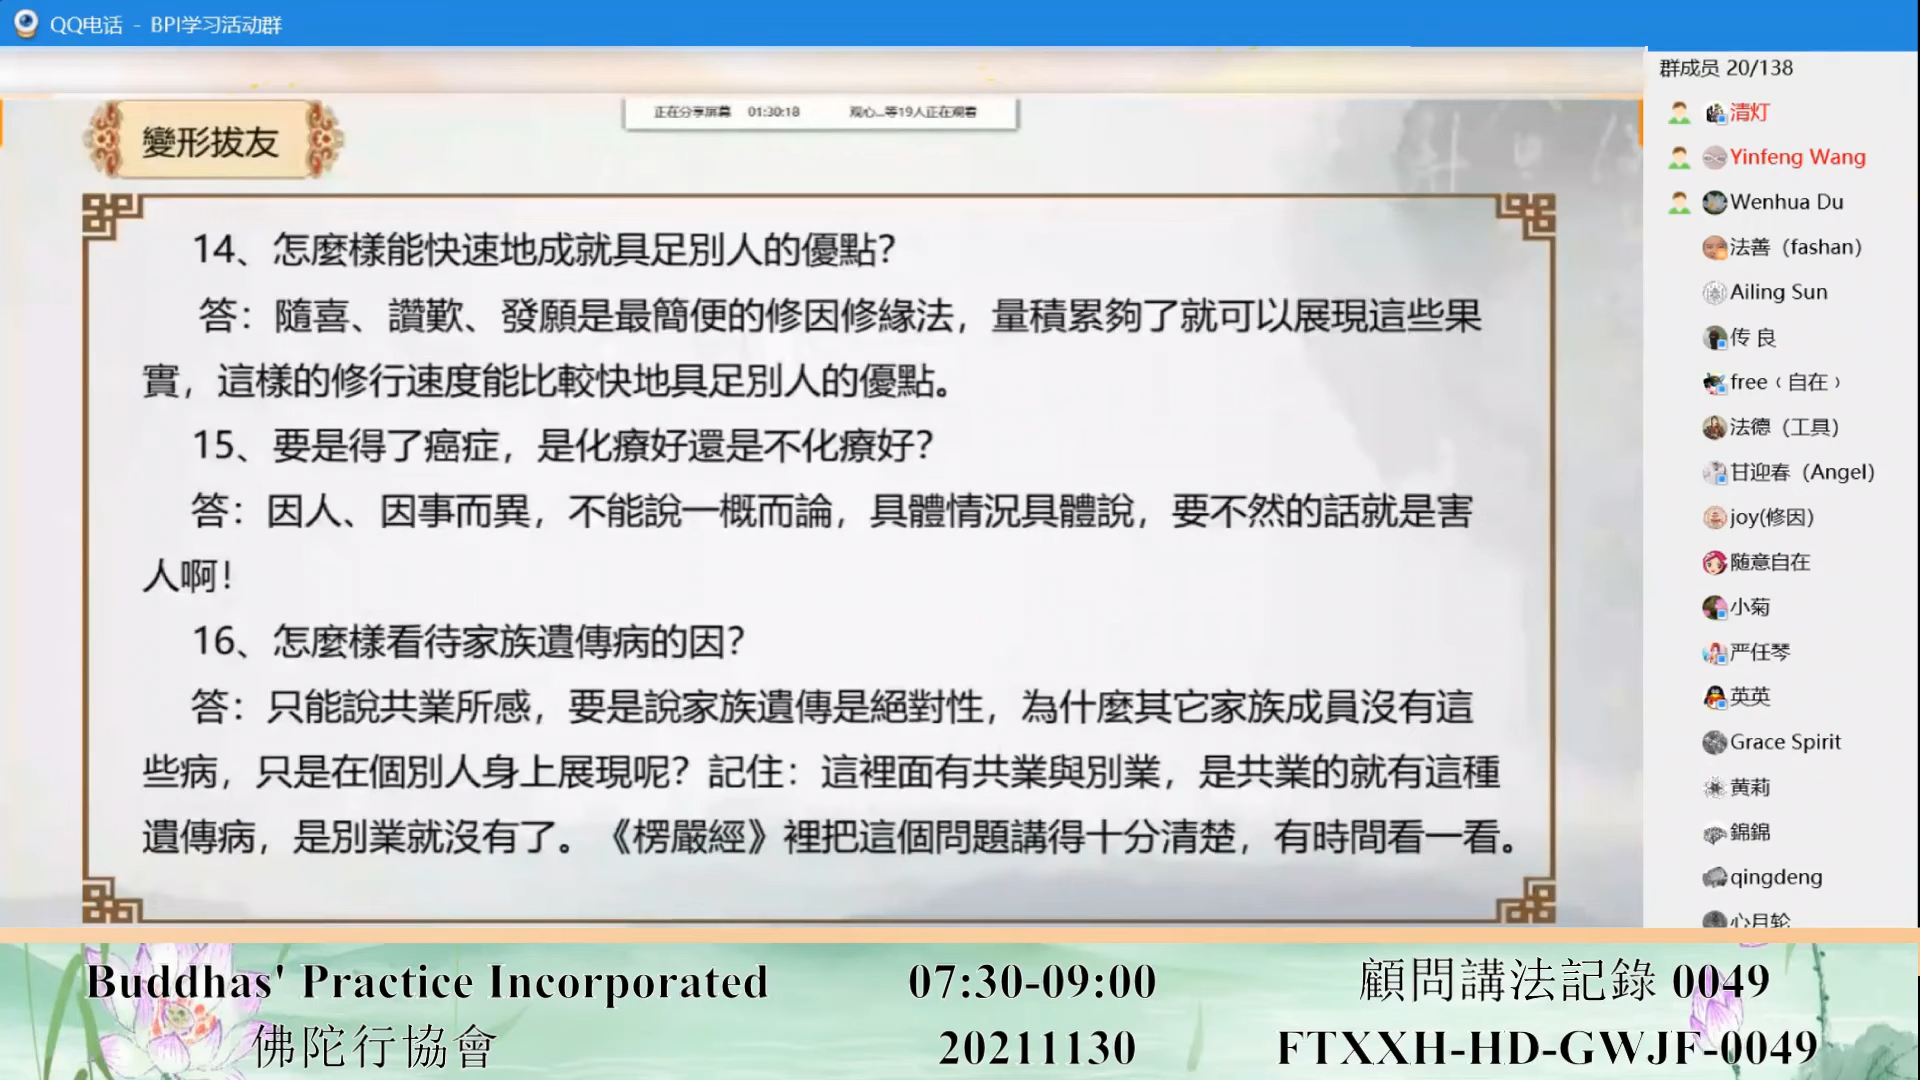 QQ电话 - BPI学习活动群
正在分享屏幕 01:30:18 观心...等19人正在观看
變形拔友
14、怎麼樣能快速地成就具足別人的優點？
答：隨喜、讚歎、發願是最簡便的修因修緣法，量積累夠了就可以展現這些果
實，這樣的修行速度能比較快地具足別人的優點。
15、要是得了癌症，是化療好還是不化療好？
答：因人、因事而異，不能說一概而論，具體情況具體說，要不然的話就是害
人啊！
16、怎麼樣看待家族遺傳病的因？
答：只能說共業所感，要是說家族遺傳是絕對性，為什麼其它家族成員沒有這
些病，只是在個別人身上展現呢？記住：這裡面有共業與別業，是共業的就有這種
遺傳病，是別業就沒有了。《楞嚴經》裡把這個問題講得十分清楚，有時間看一看。
群成员 20/138
清灯
Yinfeng Wang
Wenhua Du
法善（fashan）
Ailing Sun
传 良
free﹙自在﹚
法德（工具）
甘迎春（Angel）
joy(修因)
随意自在
小菊
严任琴
英英
Grace Spirit
黄莉
錦錦
qingdeng
心月轮
Buddhas' Practice Incorporated
佛陀行協會
07:30-09:00
20211130
顧問講法記錄 0049
FTXXH-HD-GWJF-0049